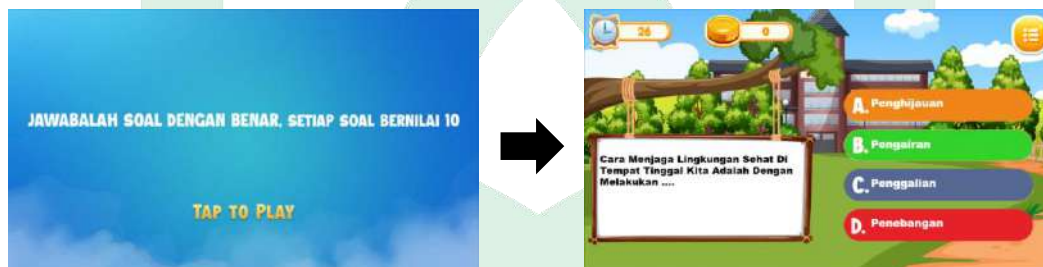 JAWABALAH SOAL DENGAN BENAR, SETIAP SOAL BERNILAI 10
TAP TO PLAY
26
0
Cara Menjaga Lingkungan Sehat Di
Tempat Tinggal Kita Adalah Dengan
Melakukan ....
A. Penghijauan
B. Pengairan
C. Penggalian
D. Penebangan